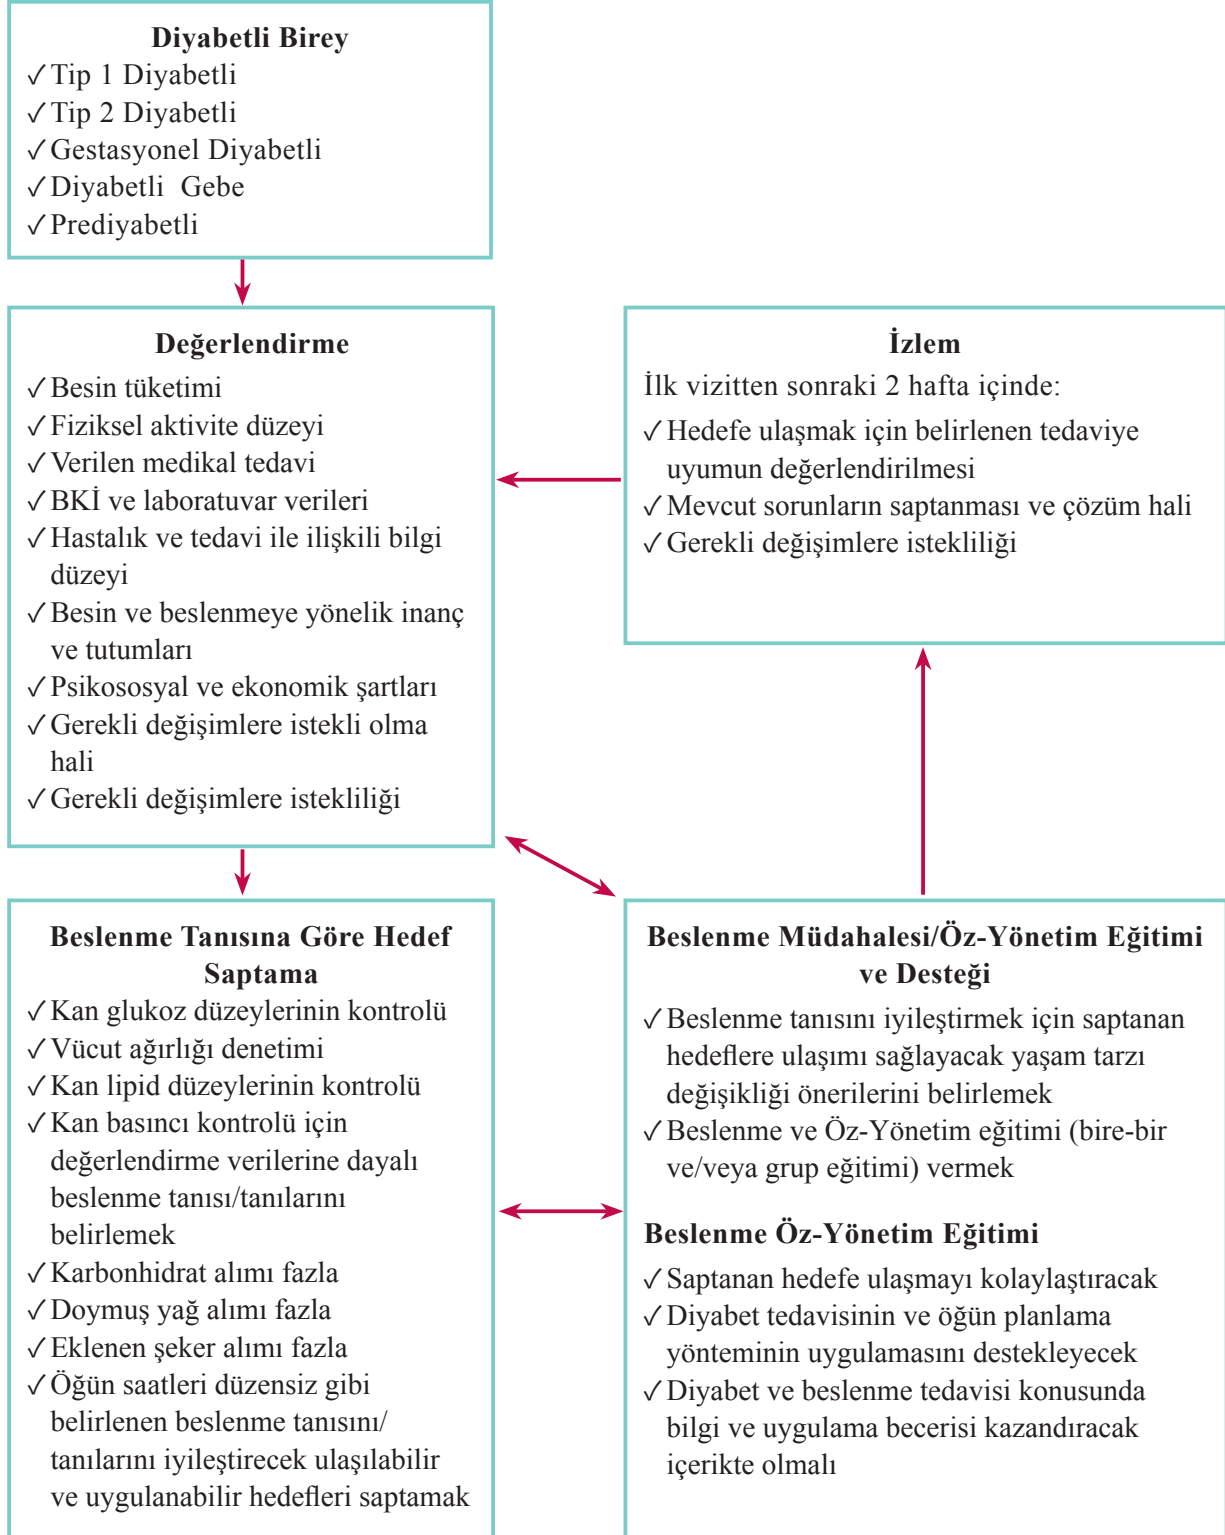 Diyabetli Birey
✓ Tip 1 Diyabetli
✓ Tip 2 Diyabetli
✓ Gestasyonel Diyabetli
✓ Diyabetli Gebe
✓ Prediyabetli
Değerlendirme
✓ Besin tüketimi
✓ Fiziksel aktivite düzeyi
✓ Verilen medikal tedavi
✓ BKİ ve laboratuvar verileri
✓ Hastalık ve tedavi ile ilişkili bilgi
düzeyi
✓ Besin ve beslenmeye yönelik inanç
ve tutumları
✓ Psikososyal ve ekonomik şartları
✓ Gerekli değişimlere istekli olma
hali
✓ Gerekli değişimlere istekliliği
İzlem
İlk vizitten sonraki 2 hafta içinde:
✓ Hedefe ulaşmak için belirlenen tedaviye
uyumun değerlendirilmesi
✓ Mevcut sorunların saptanması ve çözüm hali
✓ Gerekli değişimlere istekliliği
Beslenme Tanısına Göre Hedef
Saptama
✓ Kan glukoz düzeylerinin kontrolü
✓ Vücut ağırlığı denetimi
✓ Kan lipid düzeylerinin kontrolü
✓ Kan basıncı kontrolü için
değerlendirme verilerine dayalı
beslenme tanısı/tanılarını
belirlemek
✓ Karbonhidrat alımı fazla
✓ Doymuş yağ alımı fazla
✓ Eklenen şeker alımı fazla
✓ Öğün saatleri düzensiz gibi
belirlenen beslenme tanısını/
tanılarını iyileştirecek ulaşılabilir
ve uygulanabilir hedefleri saptamak
Beslenme Müdahalesi/Öz-Yönetim Eğitimi
ve Desteği
✓ Beslenme tanısını iyileştirmek için saptanan
hedeflere ulaşımı sağlayacak yaşam tarzı
değişikliği önerilerini belirlemek
✓ Beslenme ve Öz-Yönetim eğitimi (bire-bir
ve/veya grup eğitimi) vermek
Beslenme Öz-Yönetim Eğitimi
✓ Saptanan hedefe ulaşmayı kolaylaştıracak
✓ Diyabet tedavisinin ve öğün planlama
yönteminin uygulamasını destekleyecek
✓ Diyabet ve beslenme tedavisi konusunda
bilgi ve uygulama becerisi kazandıracak
içerikte olmalı